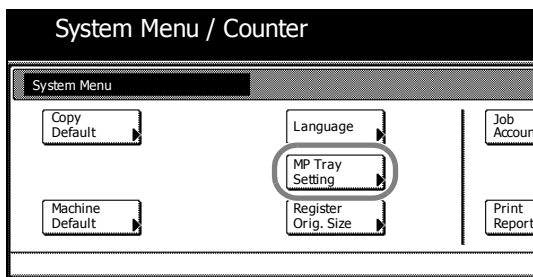 System Menu / Counter
System Menu
Copy
Default
Language
Job
Accoun
MP Tray
Setting
Machine
Default
Register
Orig. Size
Print
Report